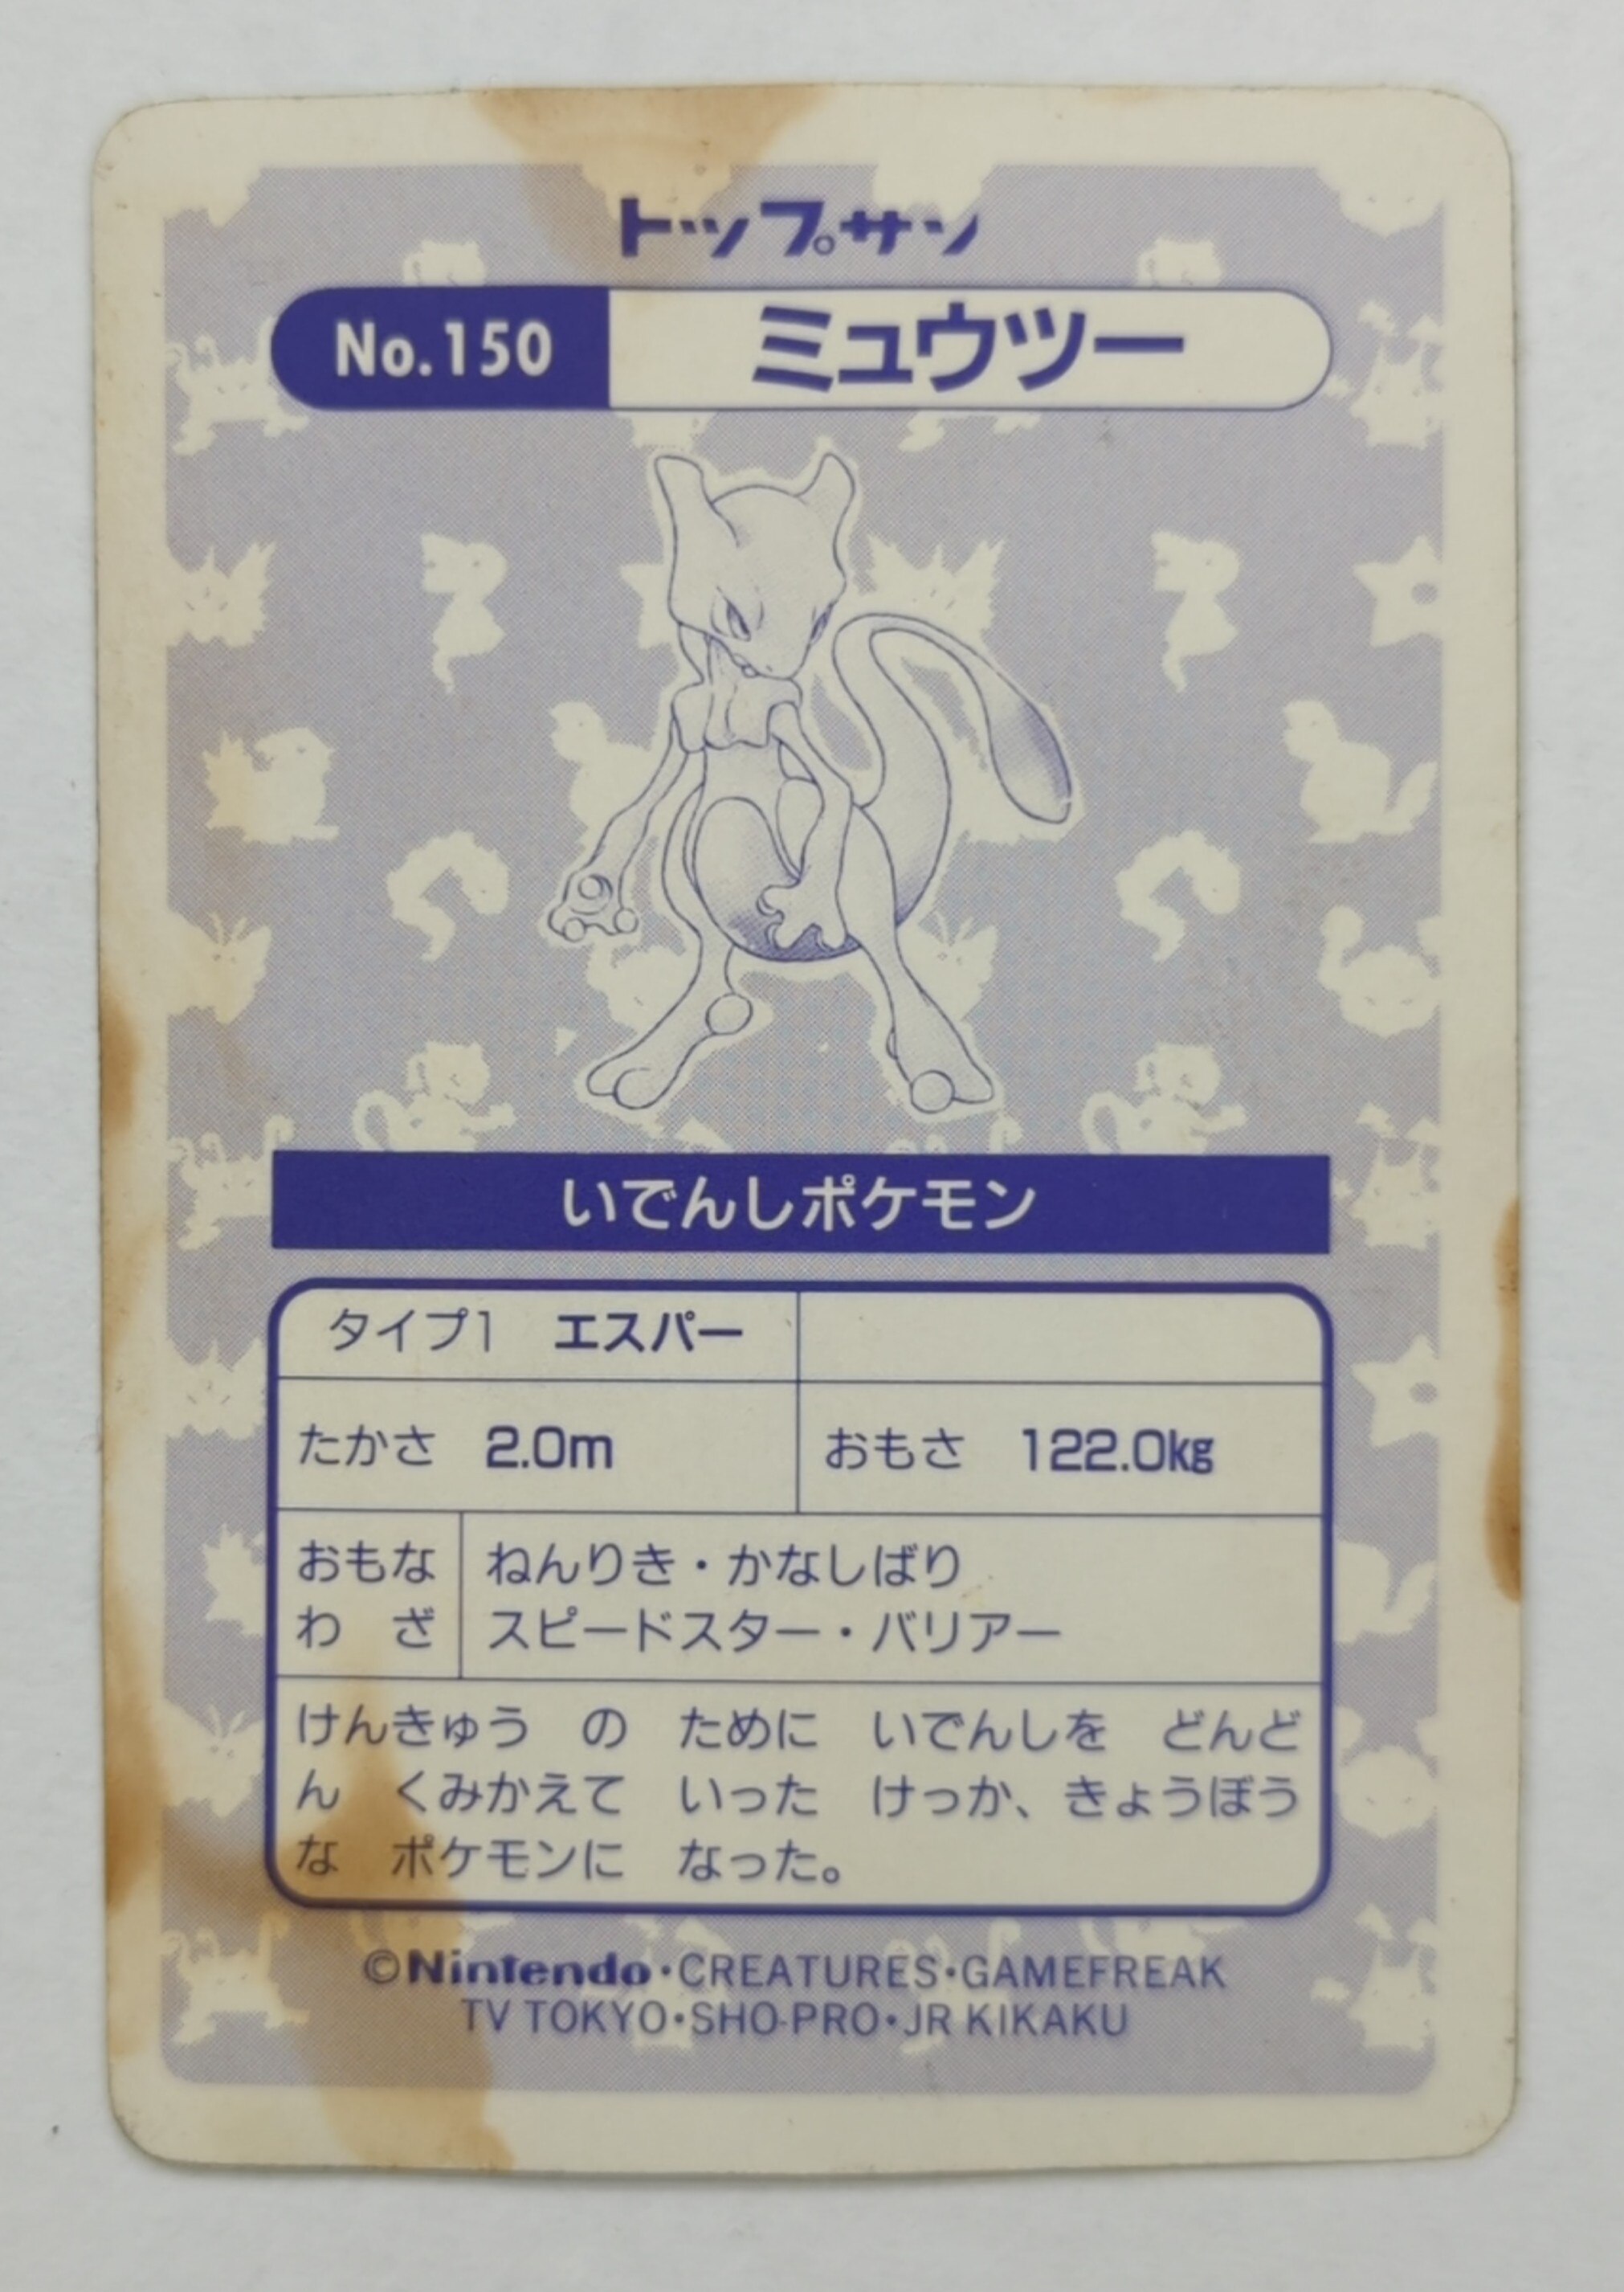 トップサン
No.150 ミュウツー
いでんしポケモン
タイプ1 エスパー
たかさ 2.0m おもさ 122.0kg
おもな ねんりき・かなしばり
わ ざ スピードスター・バリアー
けんきゅう の ために いでんしを どんど
ん くみかえて いった けっか、きょうぼう
な ポケモンに なった。
©Nintendo・CREATURES・GAMEFREAK
TV TOKYO・SHO-PRO・JR KIKAKU